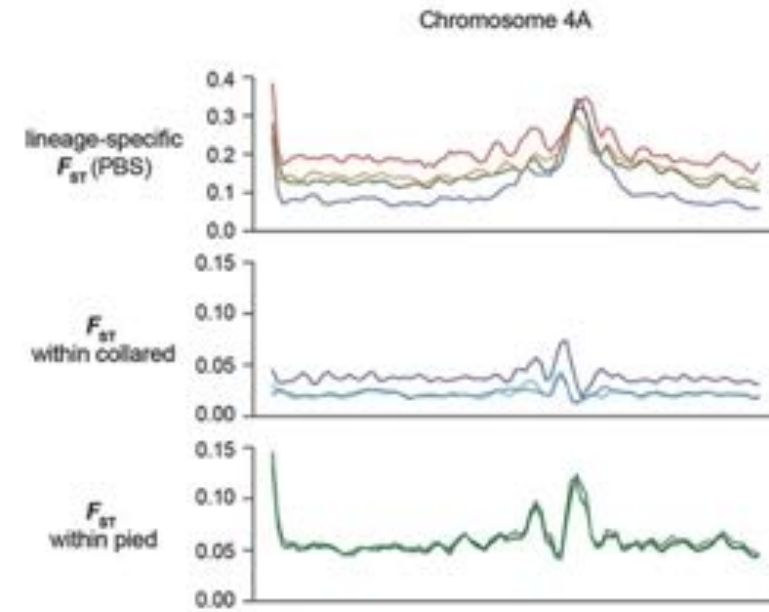 Chromosome 4A
lineage-specific
FST (PBS)
0.4
0.3
0.2
0.1
0.0
FST
within collared
0.15
0.10
0.05
0.00
FST
within pied
0.15
0.10
0.05
0.00